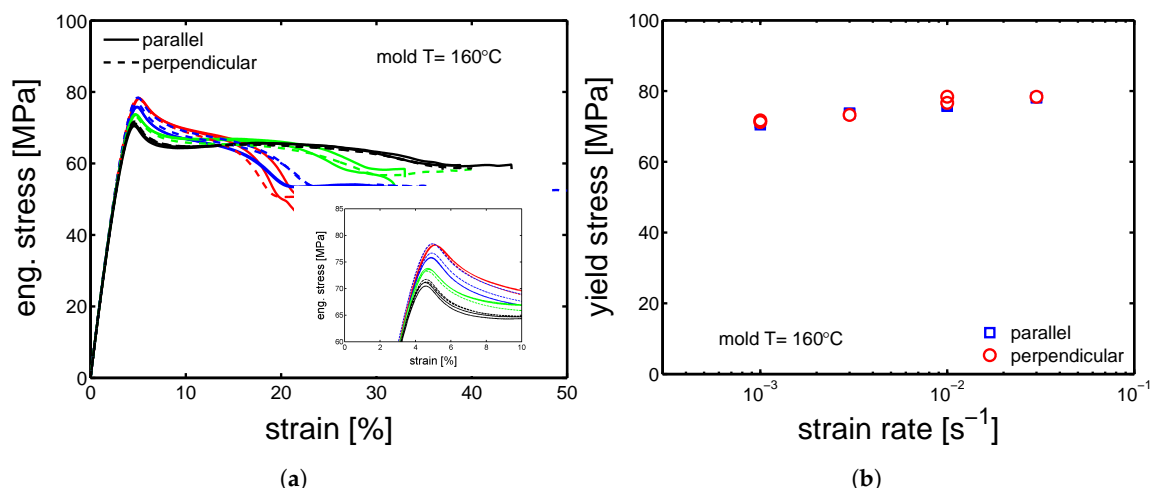 100
80
60
40
20
0
eng. stress [MPa]
parallel
perpendicular
mold T= 160°C
85
80
75
70
65
60
eng. stress [MPa]
0 2 4 6 8 10
strain [%]
0 10 20 30 40 50
strain [%]
(a)
100
80
60
40
20
0
yield stress [MPa]
mold T= 160°C
parallel
perpendicular
10⁻³ 10⁻² 10⁻¹
strain rate [s⁻¹]
(b)